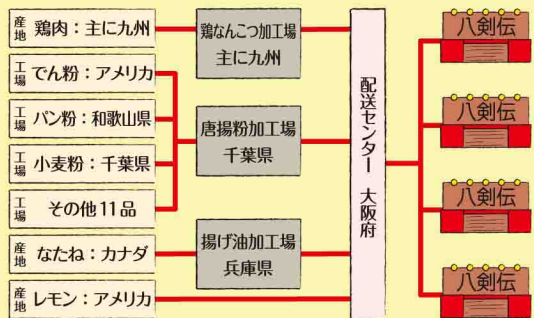 産地 鶏肉：主に九州
工場 でん粉：アメリカ
工場 パン粉：和歌山県
工場 小麦粉：千葉県
工場 その他11品
産地 なたね：カナダ
産地 レモン：アメリカ
鶏なんこつ加工場
主に九州
唐揚粉加工場
千葉県
揚げ油加工場
兵庫県
配送センター 大阪府
八剣伝
八剣伝
八剣伝
八剣伝